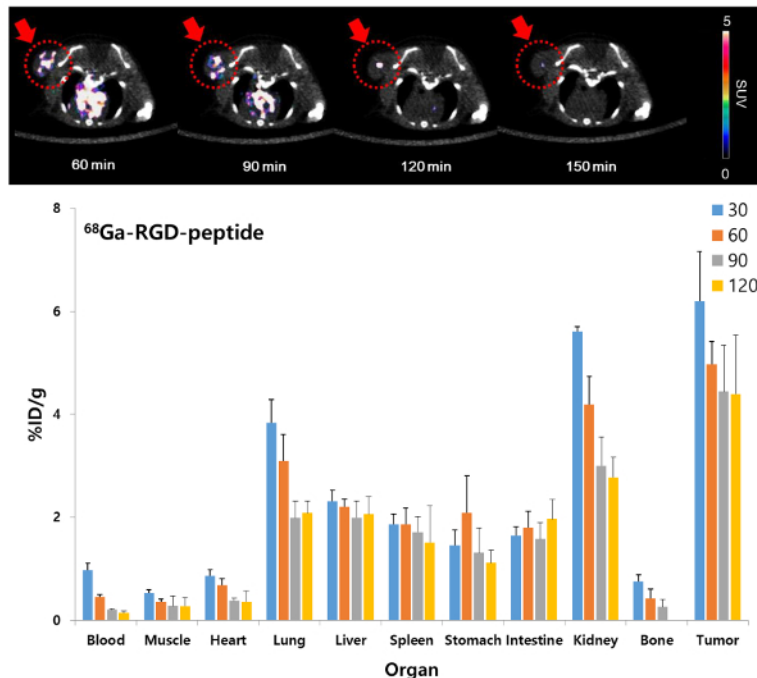 5
SUV
0
60 min
90 min
120 min
150 min
⁶⁸Ga-RGD-peptide
30
60
90
120
8
6
4
2
0
%ID/g
Blood Muscle Heart Lung Liver Spleen Stomach Intestine Kidney Bone Tumor
Organ